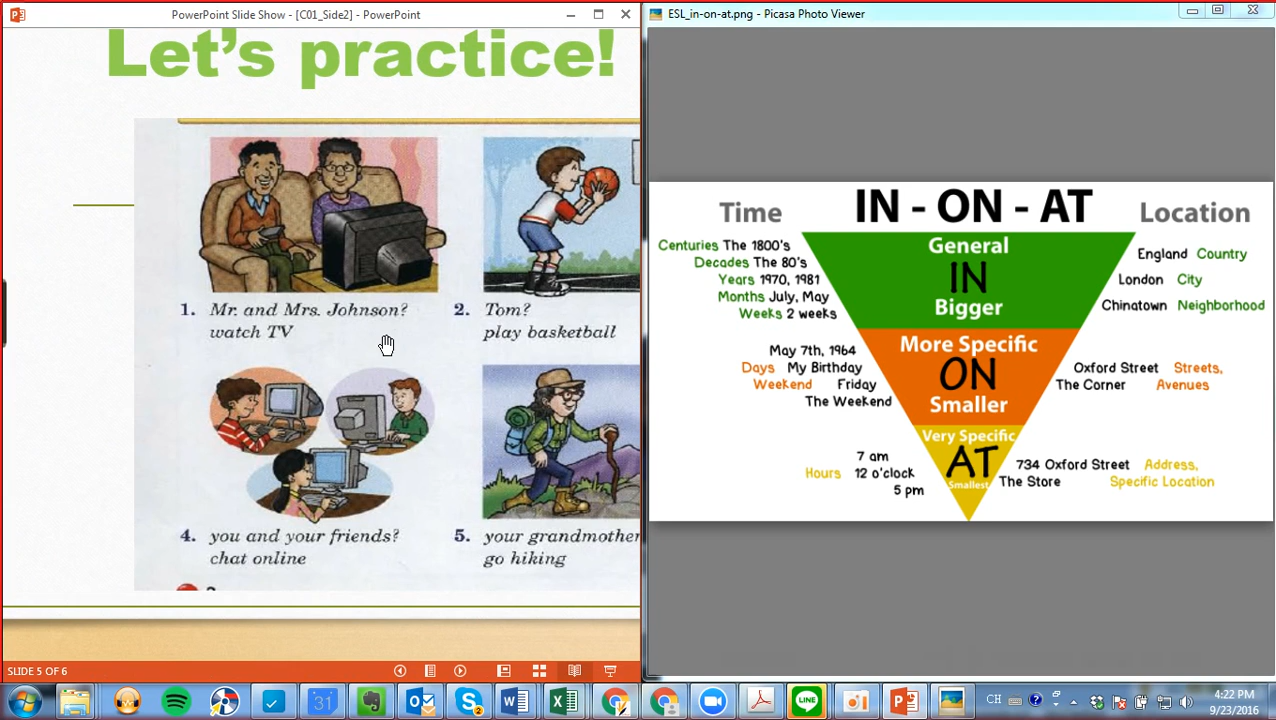 PowerPoint Slide Show - [C01_Side2] - PowerPoint
Let's practice!
1. Mr. and Mrs. Johnson?
watch TV
2. Tom?
play basketball
4. you and your friends?
chat online
5. your grandmother
go hiking
SLIDE 5 OF 6
ESL_in-on-at.png - Picasa Photo Viewer
Time
IN - ON - AT
Location
Centuries The 1800's
Decades The 80's
Years 1970, 1981
Months July, May
Weeks 2 weeks
General
IN
Bigger
England Country
London City
Chinatown Neighborhood
May 7th, 1964
Days My Birthday
Weekend Friday
The Weekend
More Specific
ON
Smaller
Oxford Street Streets,
The Corner Avenues
7 am
Hours 12 o'clock
5 pm
Very Specific
AT
Smallest
734 Oxford Street Address,
The Store Specific Location
31
2
CH
4:22 PM
9/23/2016
LINE